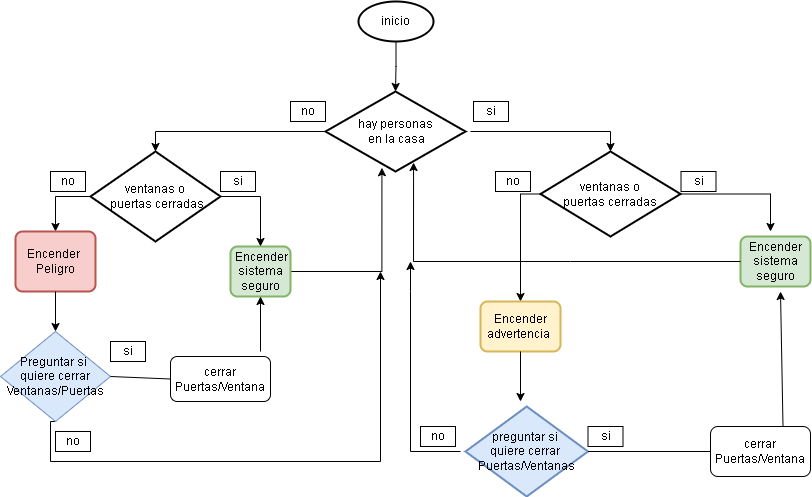 inicio
no
si
hay personas
en la casa
no
ventanas o
puertas cerradas
si
no
ventanas o
puertas cerradas
si
Encender
Peligro
Encender
sistema
seguro
Encender
sistema
seguro
Encender
advertencia
Preguntar si
quiere cerrar
Ventanas/Puertas
si
cerrar
Puertas/Ventana
no
no
preguntar si
quiere cerrar
Puertas/Ventanas
si
cerrar
Puertas/Ventana